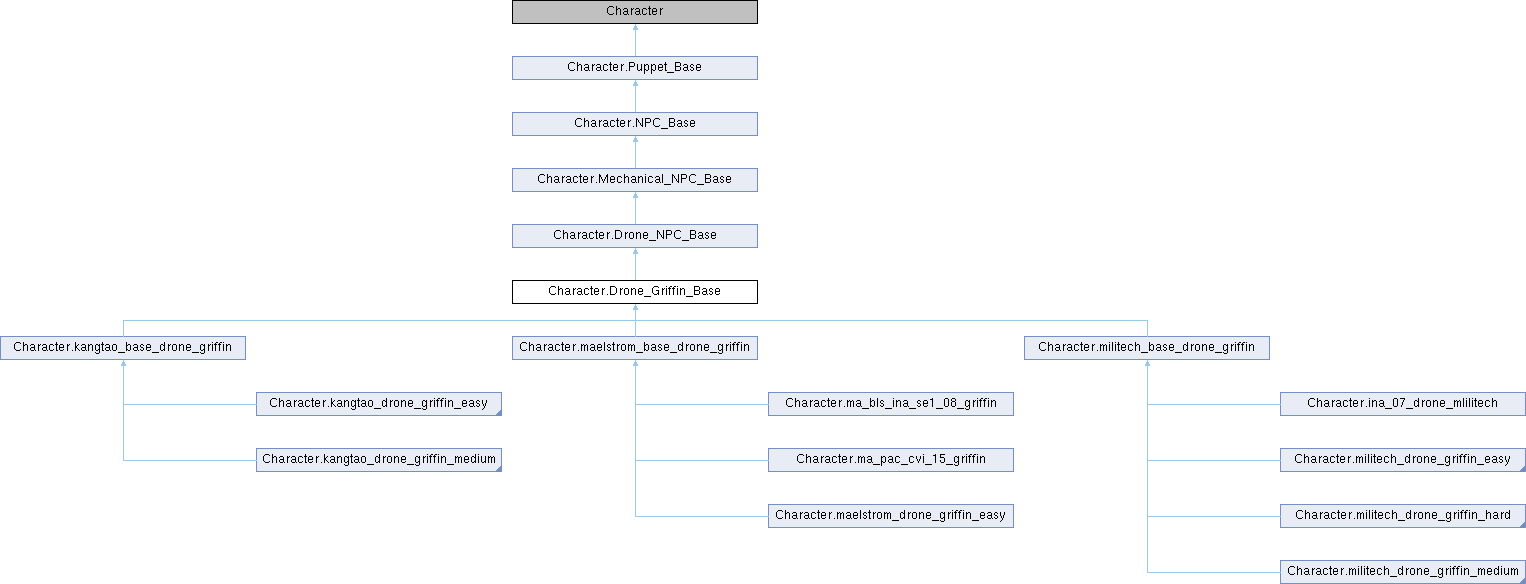 Character
Character.Puppet_Base
Character.NPC_Base
Character.Mechanical_NPC_Base
Character.Drone_NPC_Base
Character.Drone_Griffin_Base
Character.kangtao_base_drone_griffin
Character.maelstrom_base_drone_griffin
Character.militech_base_drone_griffin
Character.kangtao_drone_griffin_easy
Character.ma_bls_ina_se1_08_griffin
Character.ina_07_drone_mlilitech
Character.kangtao_drone_griffin_medium
Character.ma_pac_cvi_15_griffin
Character.militech_drone_griffin_easy
Character.maelstrom_drone_griffin_easy
Character.militech_drone_griffin_hard
Character.militech_drone_griffin_medium